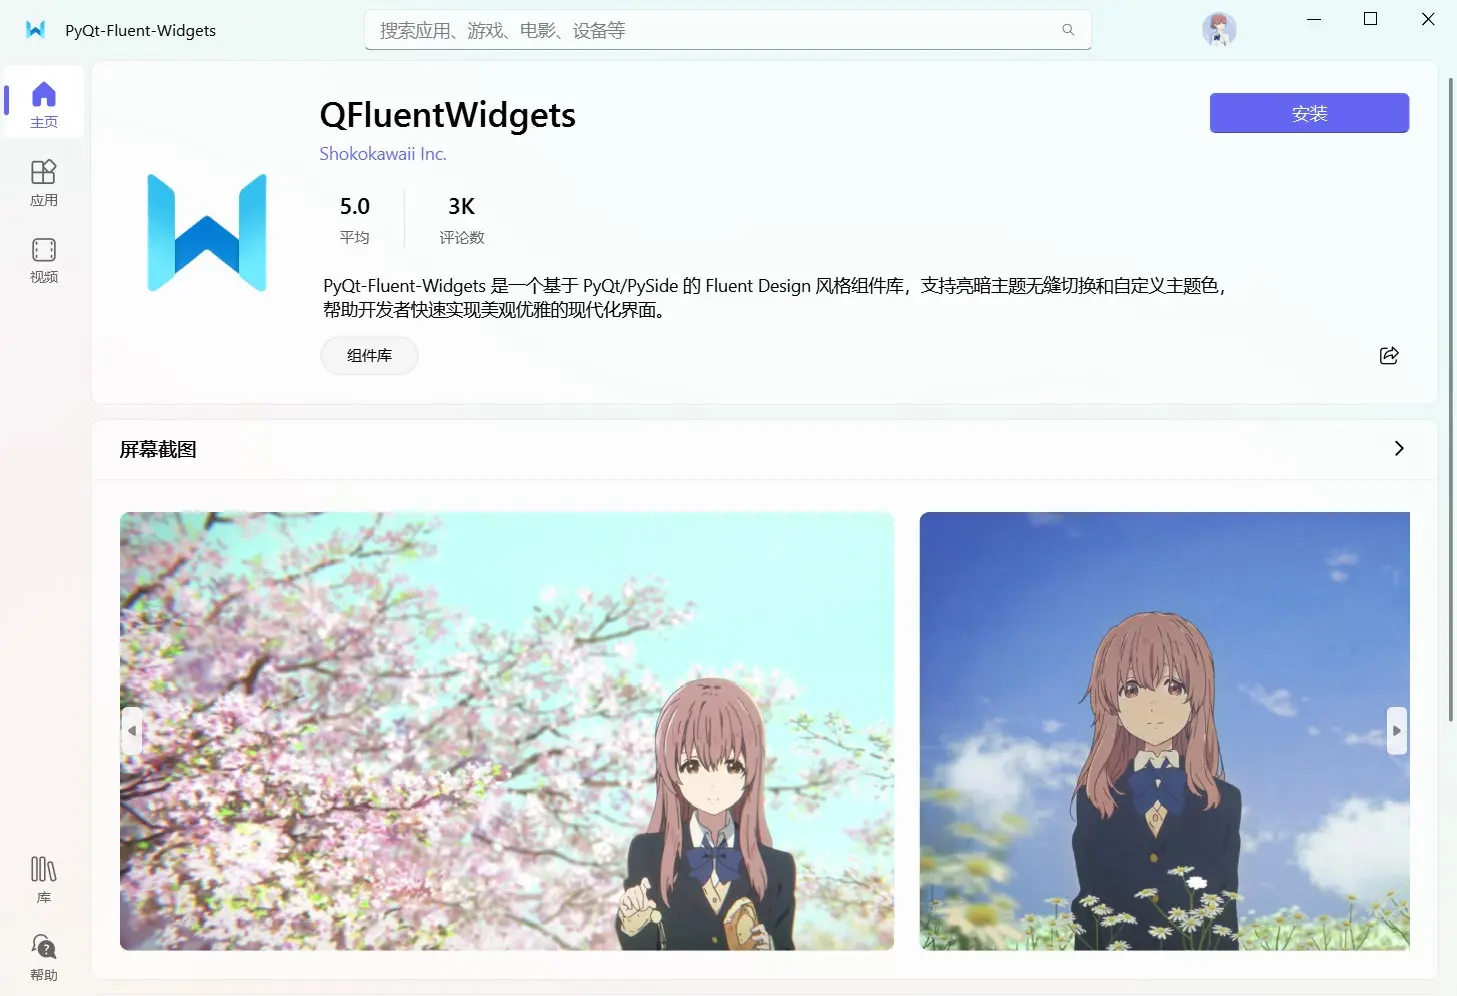 PyQt-Fluent-Widgets
搜索应用、游戏、电影、设备等
主页
应用
视频
库
帮助
QFluentWidgets
安装
Shokokawaii Inc.
5.0
3K
平均
评论数
PyQt-Fluent-Widgets 是一个基于 PyQt/PySide 的 Fluent Design 风格组件库，支持亮暗主题无缝切换和自定义主题色，
帮助开发者快速实现美观优雅的现代化界面。
组件库
屏幕截图